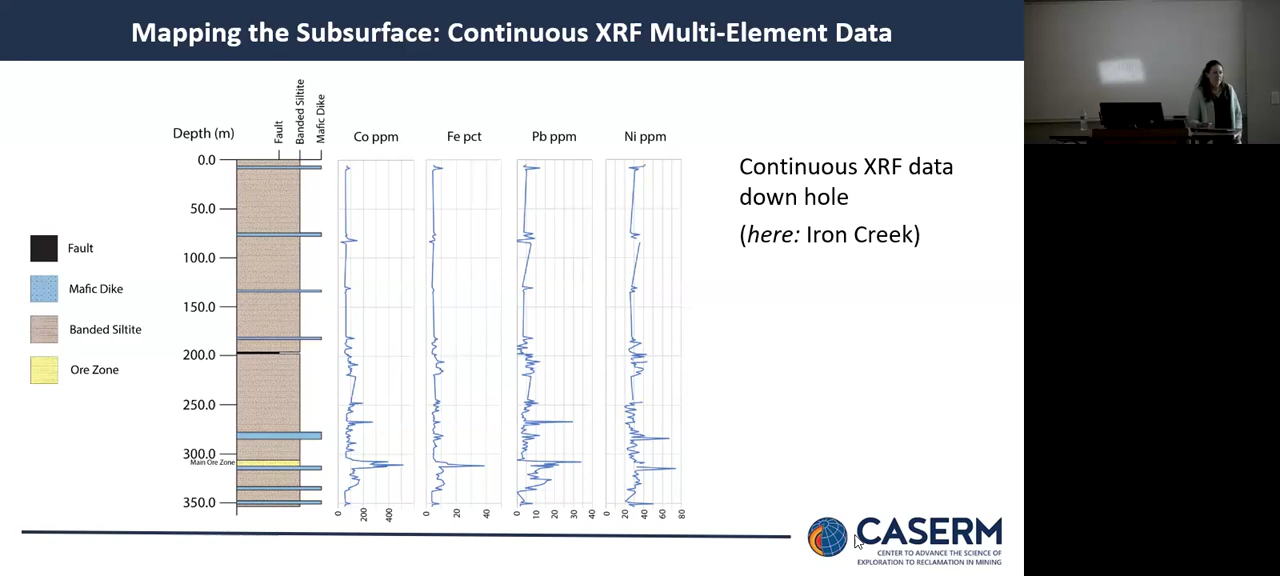 Mapping the Subsurface: Continuous XRF Multi-Element Data
Fault
Banded Siltite
Mafic Dike
Depth (m)
Co ppm
Fe pct
Pb ppm
Ni ppm
0.0
50.0
100.0
150.0
200.0
250.0
300.0
Main Ore Zone
350.0
0
200
400
0
20
40
0
10
20
30
40
0
20
40
60
80
Fault
Mafic Dike
Banded Siltite
Ore Zone
Continuous XRF data
down hole
(here: Iron Creek)
CASERM
CENTER TO ADVANCE THE SCIENCE OF
EXPLORATION TO RECLAMATION IN MINING